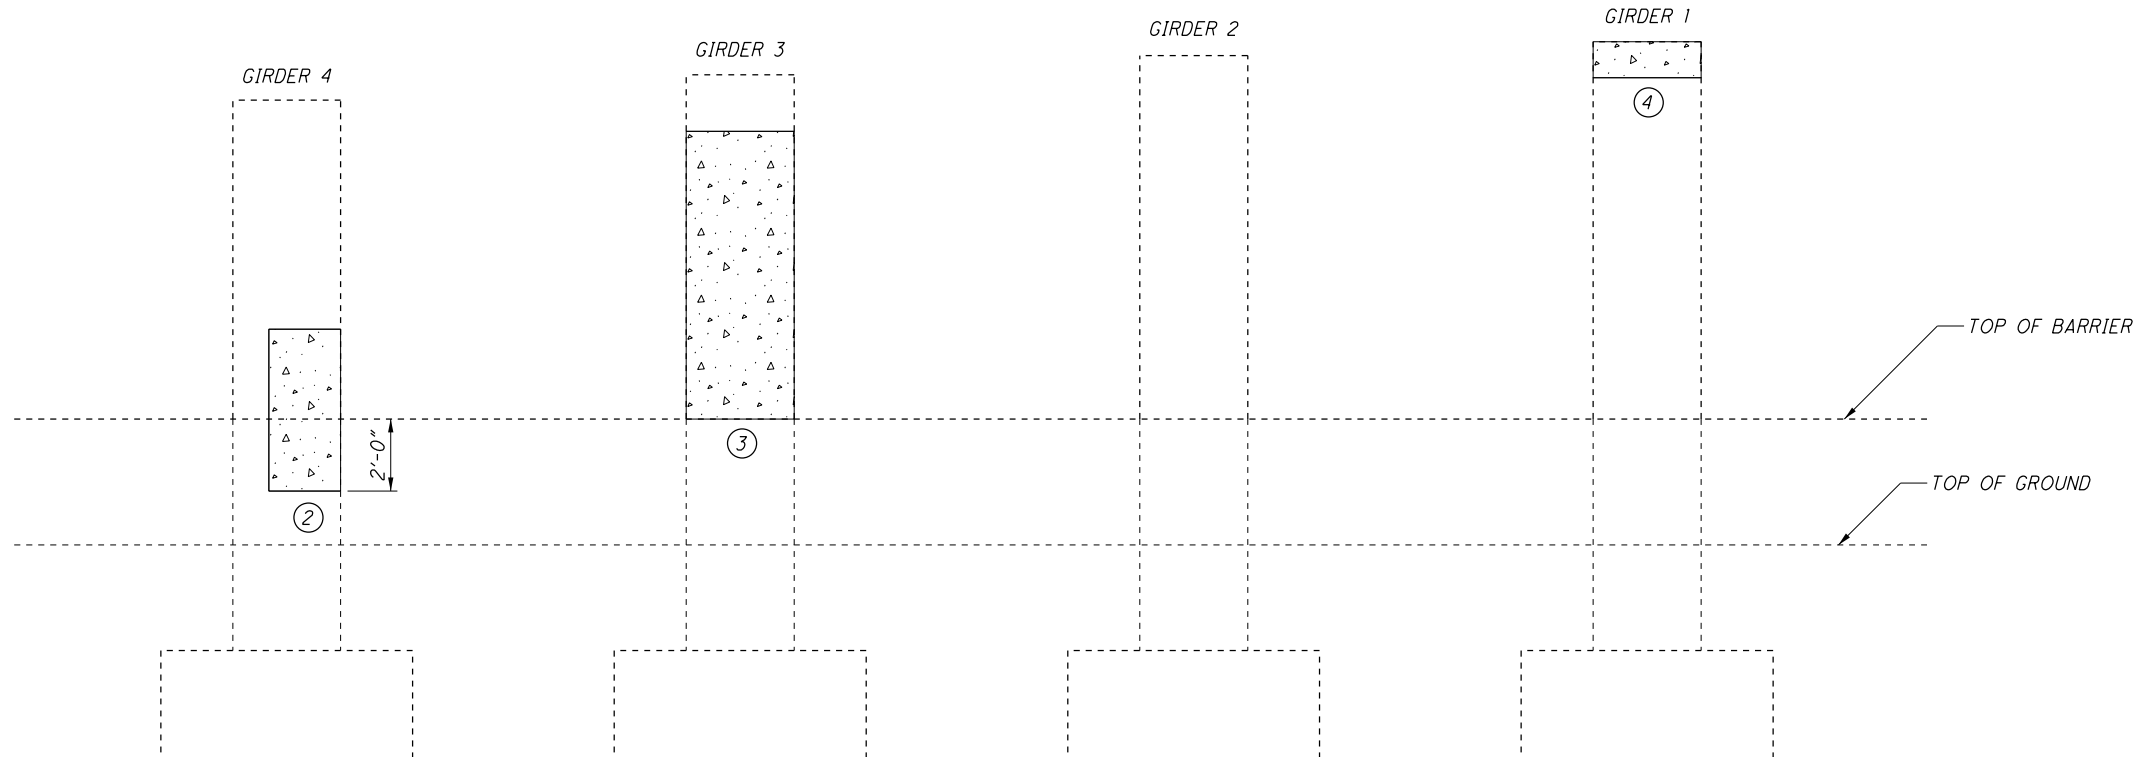 GIRDER 4
GIRDER 3
GIRDER 2
GIRDER 1
4
TOP OF BARRIER
2'-0"
3
TOP OF GROUND
2